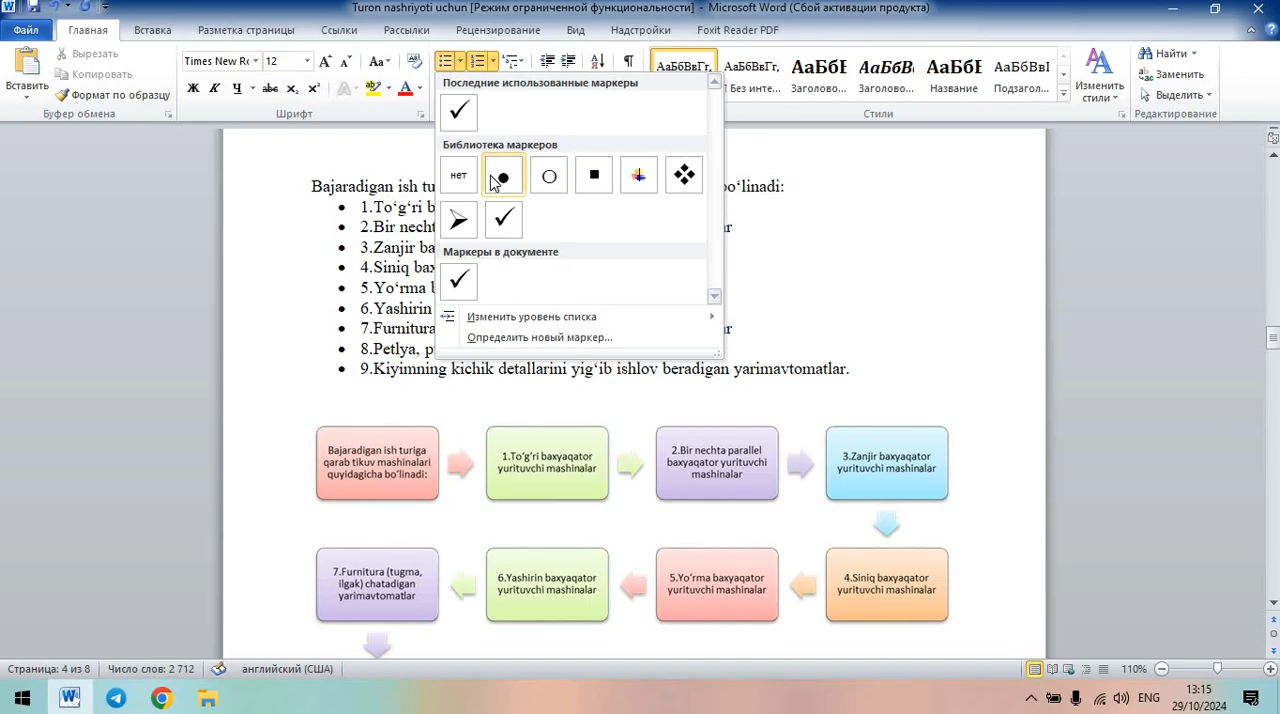 Turon nashriyoti uchun [Режим ограниченной функциональности] - Microsoft Word (Сбой активации продукта)
Файл Главная Вставка Разметка страницы Ссылки Рассылки Рецензирование Вид Надстройки Foxit Reader PDF
Вставить
Вырезать
Копировать
Формат по образцу
Буфер обмена
Times New Ro 12
Шрифт
АаБбВвГг, АаБбВвГг, АаБбЕ АаБбВ АаБбВ АаБбВвІ
Без инте... Заголово... Заголово... Название Подзагол...
Изменить стили
Стили
Найти
Заменить
Выделить
Редактирование
Последние использованные маркеры
Библиотека маркеров
нет
Маркеры в документе
Изменить уровень списка
Определить новый маркер...
Bajaradigan ish bo‘linadi:
• 1.To‘g‘ri
• 2.Bir
• 3.Zanjir
• 4.Siniq
• 5.Yo‘rma
• 6.Yashirin
• 7.Furnitura
• 8.Petlya,
• 9.Kiyimning kichik detallarini yig‘ib ishlov beradigan yarimavtomatlar.
Bajaradigan ish turiga
qarab tikuv mashinalari
quyidagicha bo‘linadi:
1.To‘g‘ri baxyaqator
yurituvchi mashinalar
2.Bir nechta parallel
baxyaqator yurituvchi
mashinalar
3.Zanjir baxyaqator
yurituvchi mashinalar
7.Furnitura (tugma,
ilgak) chatadigan
yarimavtomatlar
6.Yashirin baxyaqator
yurituvchi mashinalar
5.Yo‘rma baxyaqator
yurituvchi mashinalar
4.Siniq baxyaqator
yurituvchi mashinalar
Страница: 4 из 8 Число слов: 2 712 английский (США) 110%
ENG 13:15
29/10/2024